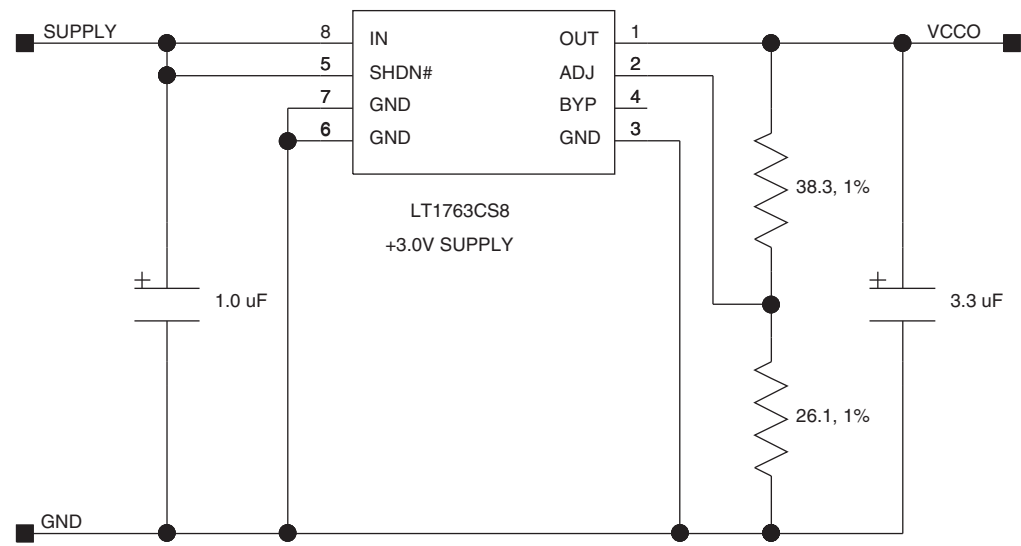 SUPPLY
8 IN OUT 1
VCCO
5 SHDN# ADJ 2
7 GND BYP 4
6 GND GND 3
38.3, 1%
LT1763CS8
+3.0V SUPPLY
+ 1.0 uF
+ 3.3 uF
26.1, 1%
GND